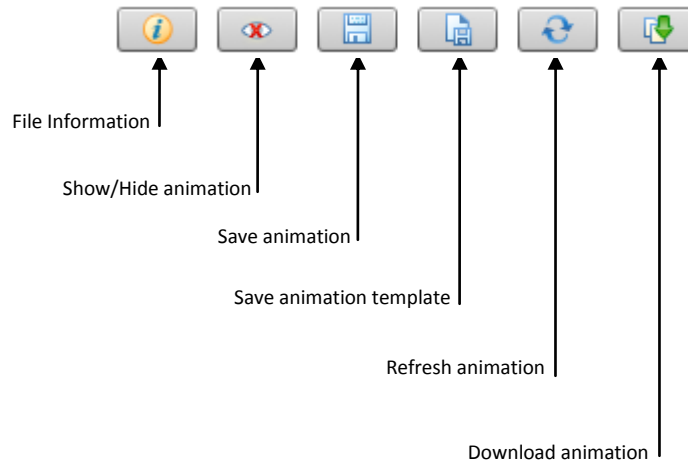 File Information
Show/Hide animation
Save animation
Save animation template
Refresh animation
Download animation